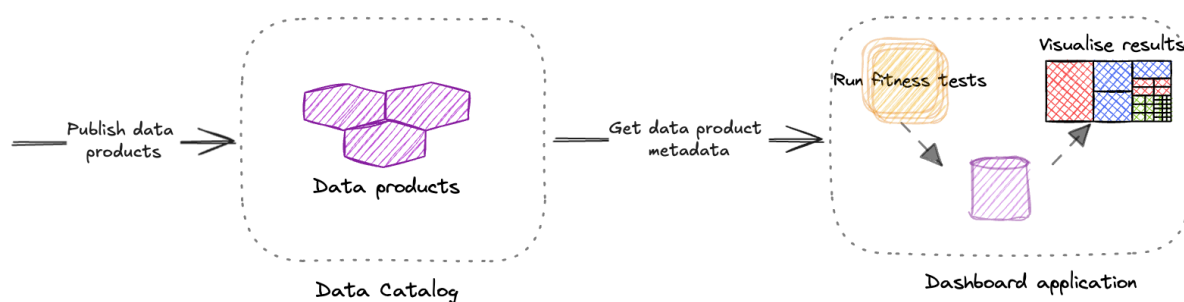 Publish data
products
Data products
Data Catalog
Get data product
metadata
Run fitness tests
Visualise results
Dashboard application